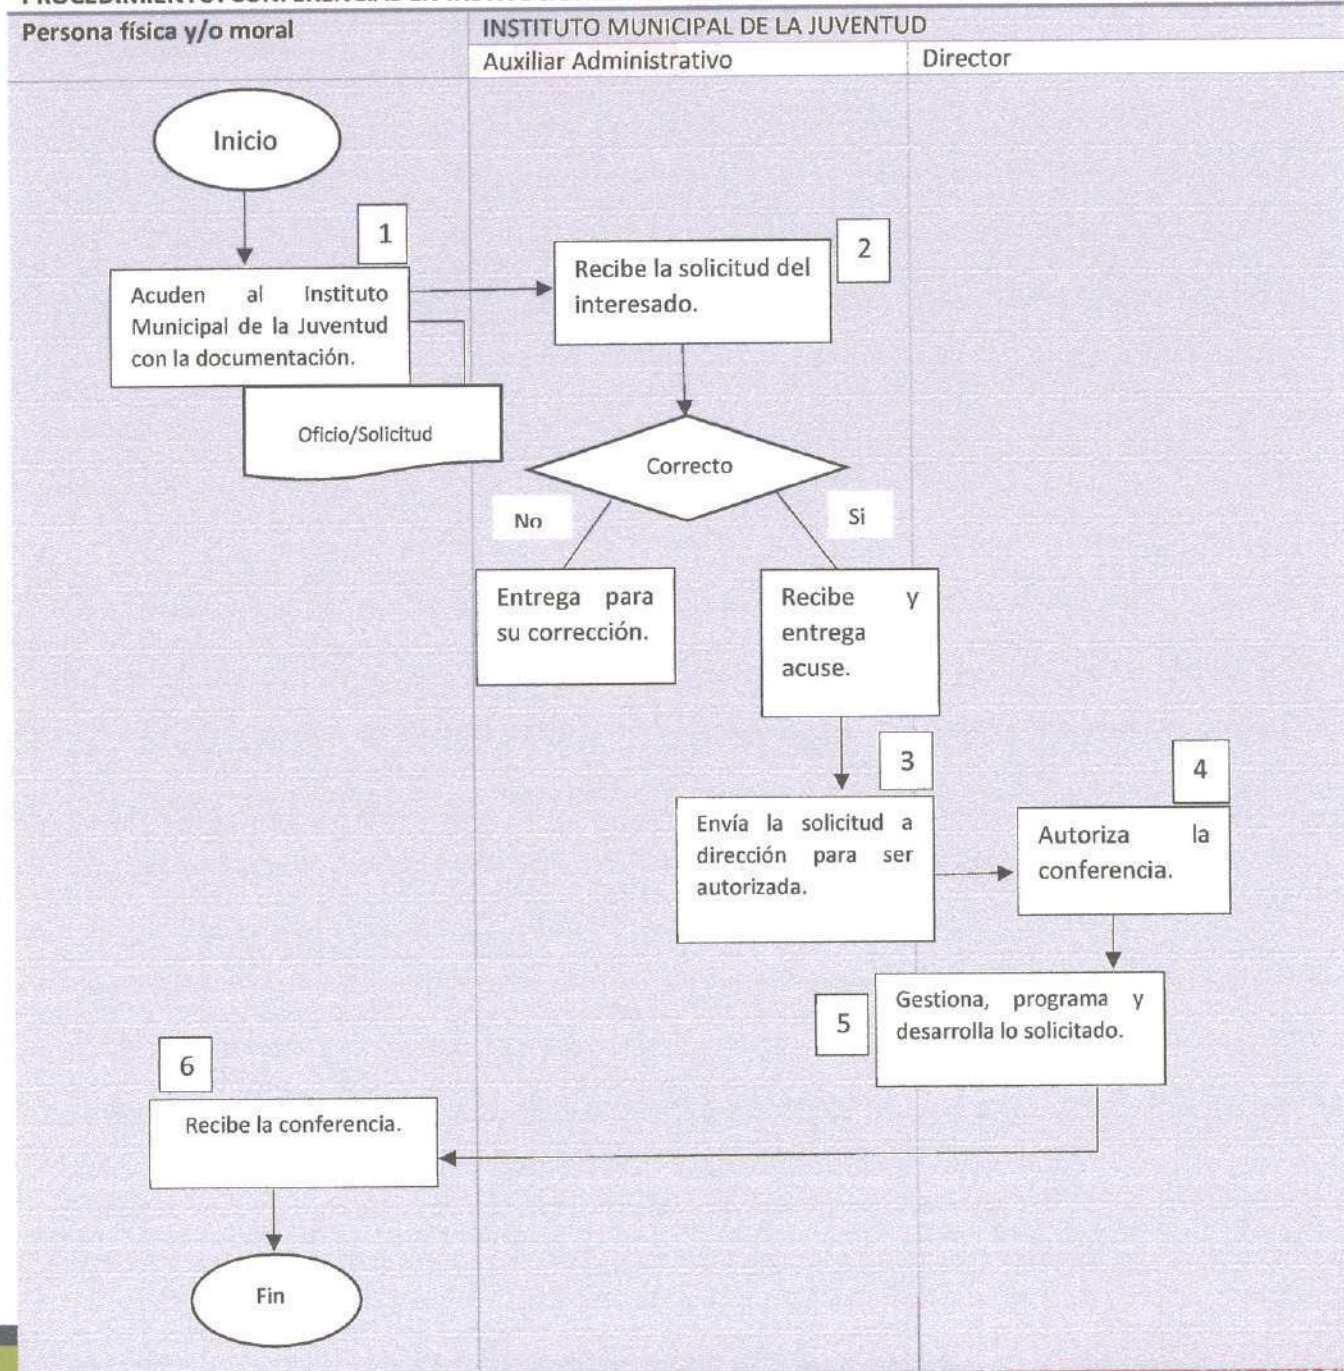 Persona física y/o moral
INSTITUTO MUNICIPAL DE LA JUVENTUD
Auxiliar Administrativo
Director
Inicio
1
Acuden al Instituto
Municipal de la Juventud
con la documentación.
Oficio/Solicitud
2
Recibe la solicitud del
interesado.
Correcto
No
Si
Entrega para
su corrección.
Recibe y
entrega
acuse.
3
Envía la solicitud a
dirección para ser
autorizada.
4
Autoriza la
conferencia.
5
Gestiona, programa y
desarrolla lo solicitado.
6
Recibe la conferencia.
Fin